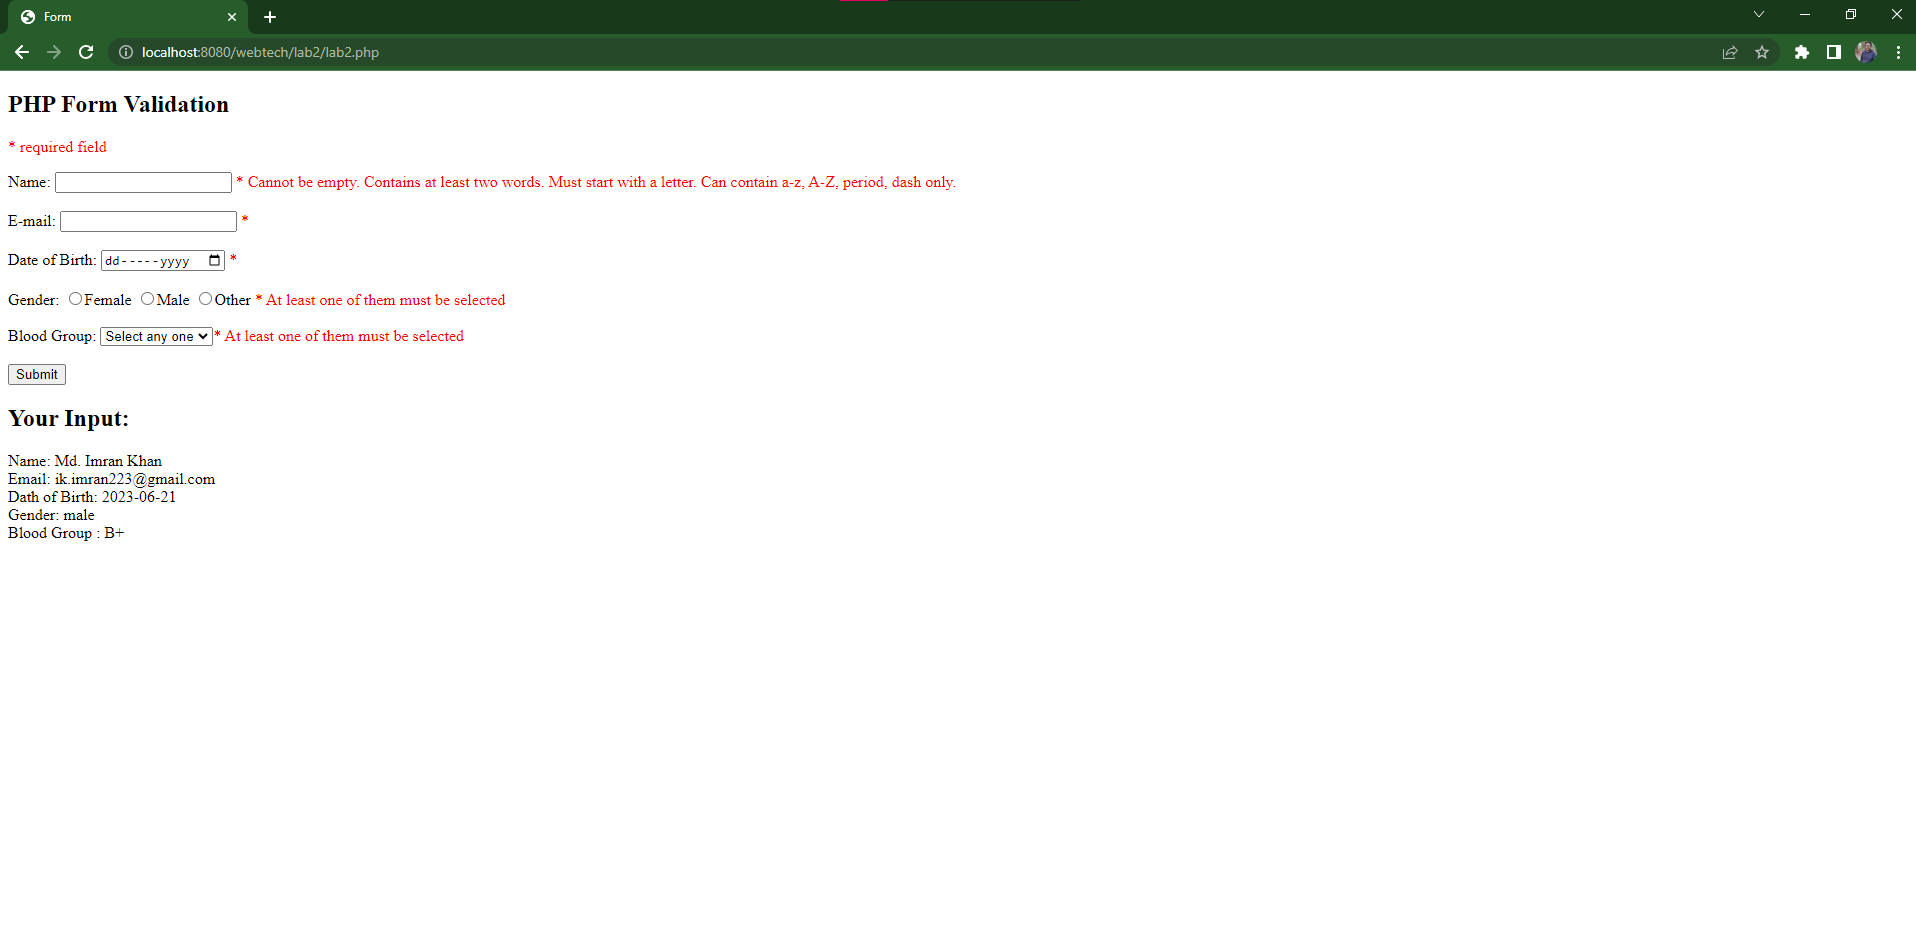 Form
localhost:8080/webtech/lab2/lab2.php
PHP Form Validation
* required field
Name: * Cannot be empty. Contains at least two words. Must start with a letter. Can contain a-z, A-Z, period, dash only.
E-mail: *
Date of Birth: dd-----yyyy *
Gender: Female Male Other * At least one of them must be selected
Blood Group: Select any one * At least one of them must be selected
Submit
Your Input:
Name: Md. Imran Khan
Email: ik.imran223@gmail.com
Dath of Birth: 2023-06-21
Gender: male
Blood Group : B+